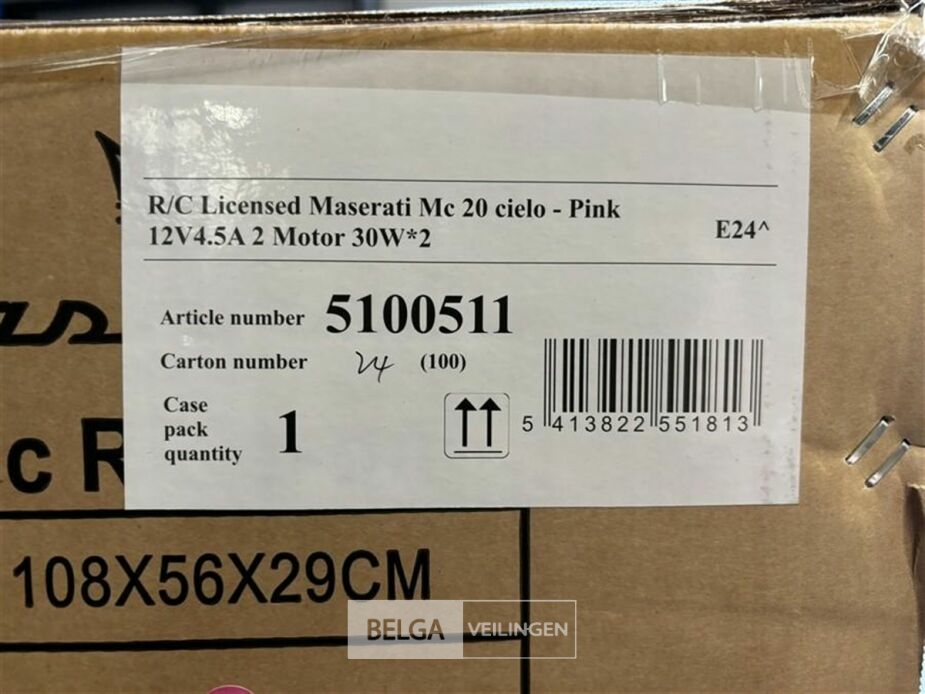 R/C Licensed Maserati Mc 20 cielo - Pink
12V4.5A 2 Motor 30W*2
E24^
Article number 5100511
Carton number 24 (100)
Case
pack
quantity
1
5 413822 551813
as
c R
108X56X29CM
BELGA VEILINGEN